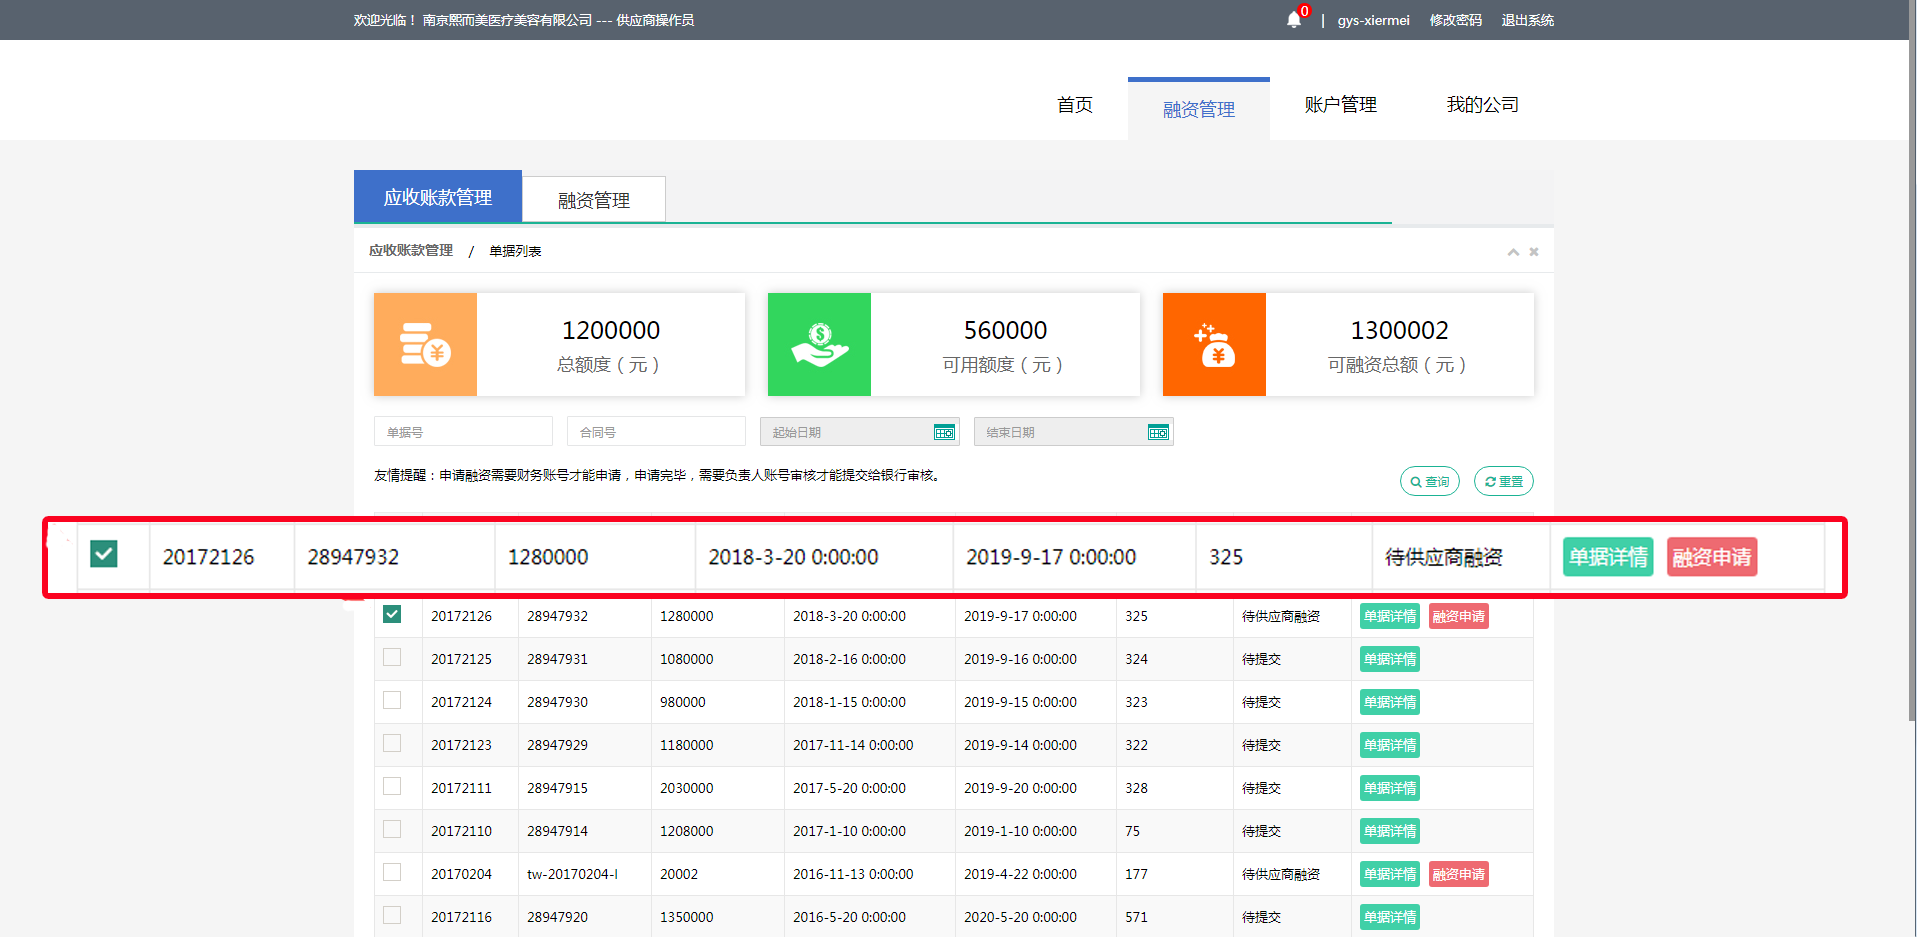 欢迎光临！ 南京熙而美医疗美容有限公司 --- 供应商操作员
0 | gys-xiermei 修改密码 退出系统
首页 融资管理 账户管理 我的公司
应收账款管理 融资管理
应收账款管理 / 单据列表
1200000
总额度（元）
560000
可用额度（元）
1300002
可融资总额（元）
单据号 合同号 起始日期 结束日期
友情提醒：申请融资需要财务账号才能申请，申请完毕，需要负责人账号审核才能提交给银行审核。
查询 重置
20172126 28947932 1280000 2018-3-20 0:00:00 2019-9-17 0:00:00 325 待供应商融资 单据详情 融资申请
20172126 28947932 1280000 2018-3-20 0:00:00 2019-9-17 0:00:00 325 待供应商融资 单据详情 融资申请
20172125 28947931 1080000 2018-2-16 0:00:00 2019-9-16 0:00:00 324 待提交 单据详情
20172124 28947930 980000 2018-1-15 0:00:00 2019-9-15 0:00:00 323 待提交 单据详情
20172123 28947929 1180000 2017-11-14 0:00:00 2019-9-14 0:00:00 322 待提交 单据详情
20172111 28947915 2030000 2017-5-20 0:00:00 2019-9-20 0:00:00 328 待提交 单据详情
20172110 28947914 1208000 2017-1-10 0:00:00 2019-1-10 0:00:00 75 待提交 单据详情
20170204 tw-20170204-l 20002 2016-11-13 0:00:00 2019-4-22 0:00:00 177 待供应商融资 单据详情 融资申请
20172116 28947920 1350000 2016-5-20 0:00:00 2020-5-20 0:00:00 571 待提交 单据详情